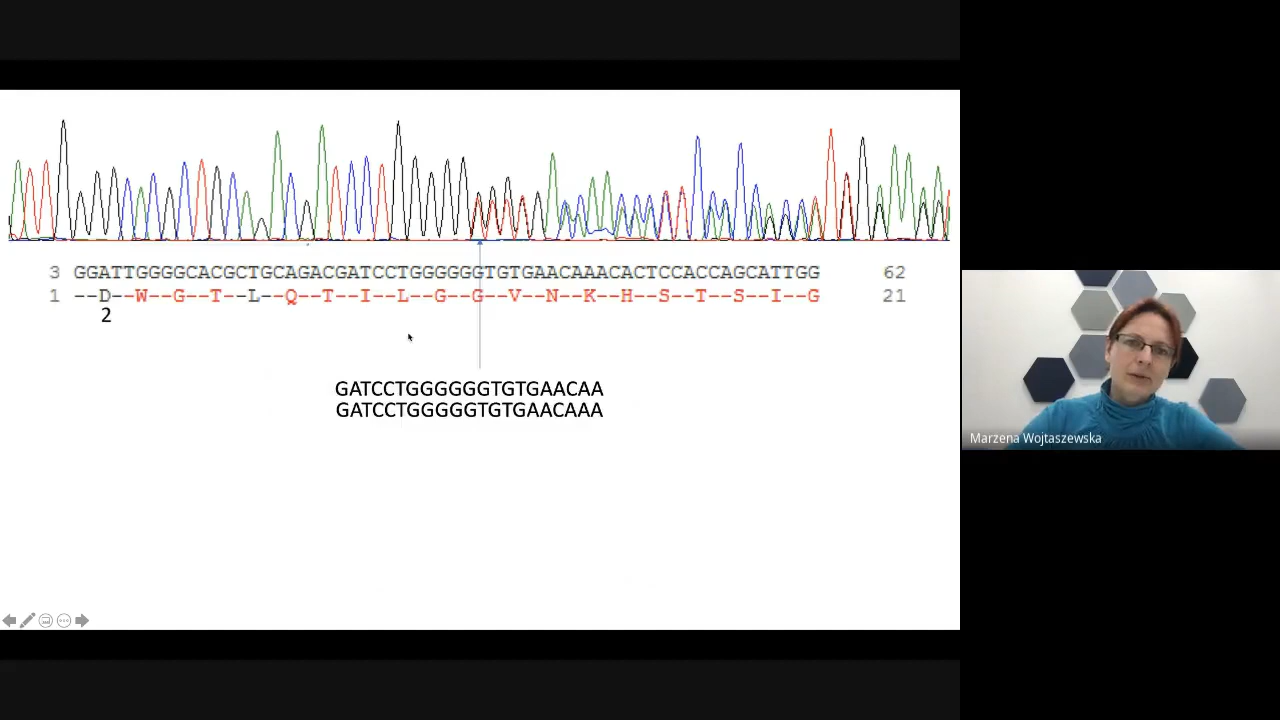 3 GGATTGGGGCACGCTGCAGACGATCCTGGGGGGTGTGAACAAACACTCCACCAGCATTGG 62
1 --D--W--G--T--L--Q--T--I--L--G--G--V--N--K--H--S--T--S--I--G 21
2
GATCCTGGGGGGTGTGAACAA
GATCCTGGGGGTGTGAACAAA
Marzena Wojtaszewska